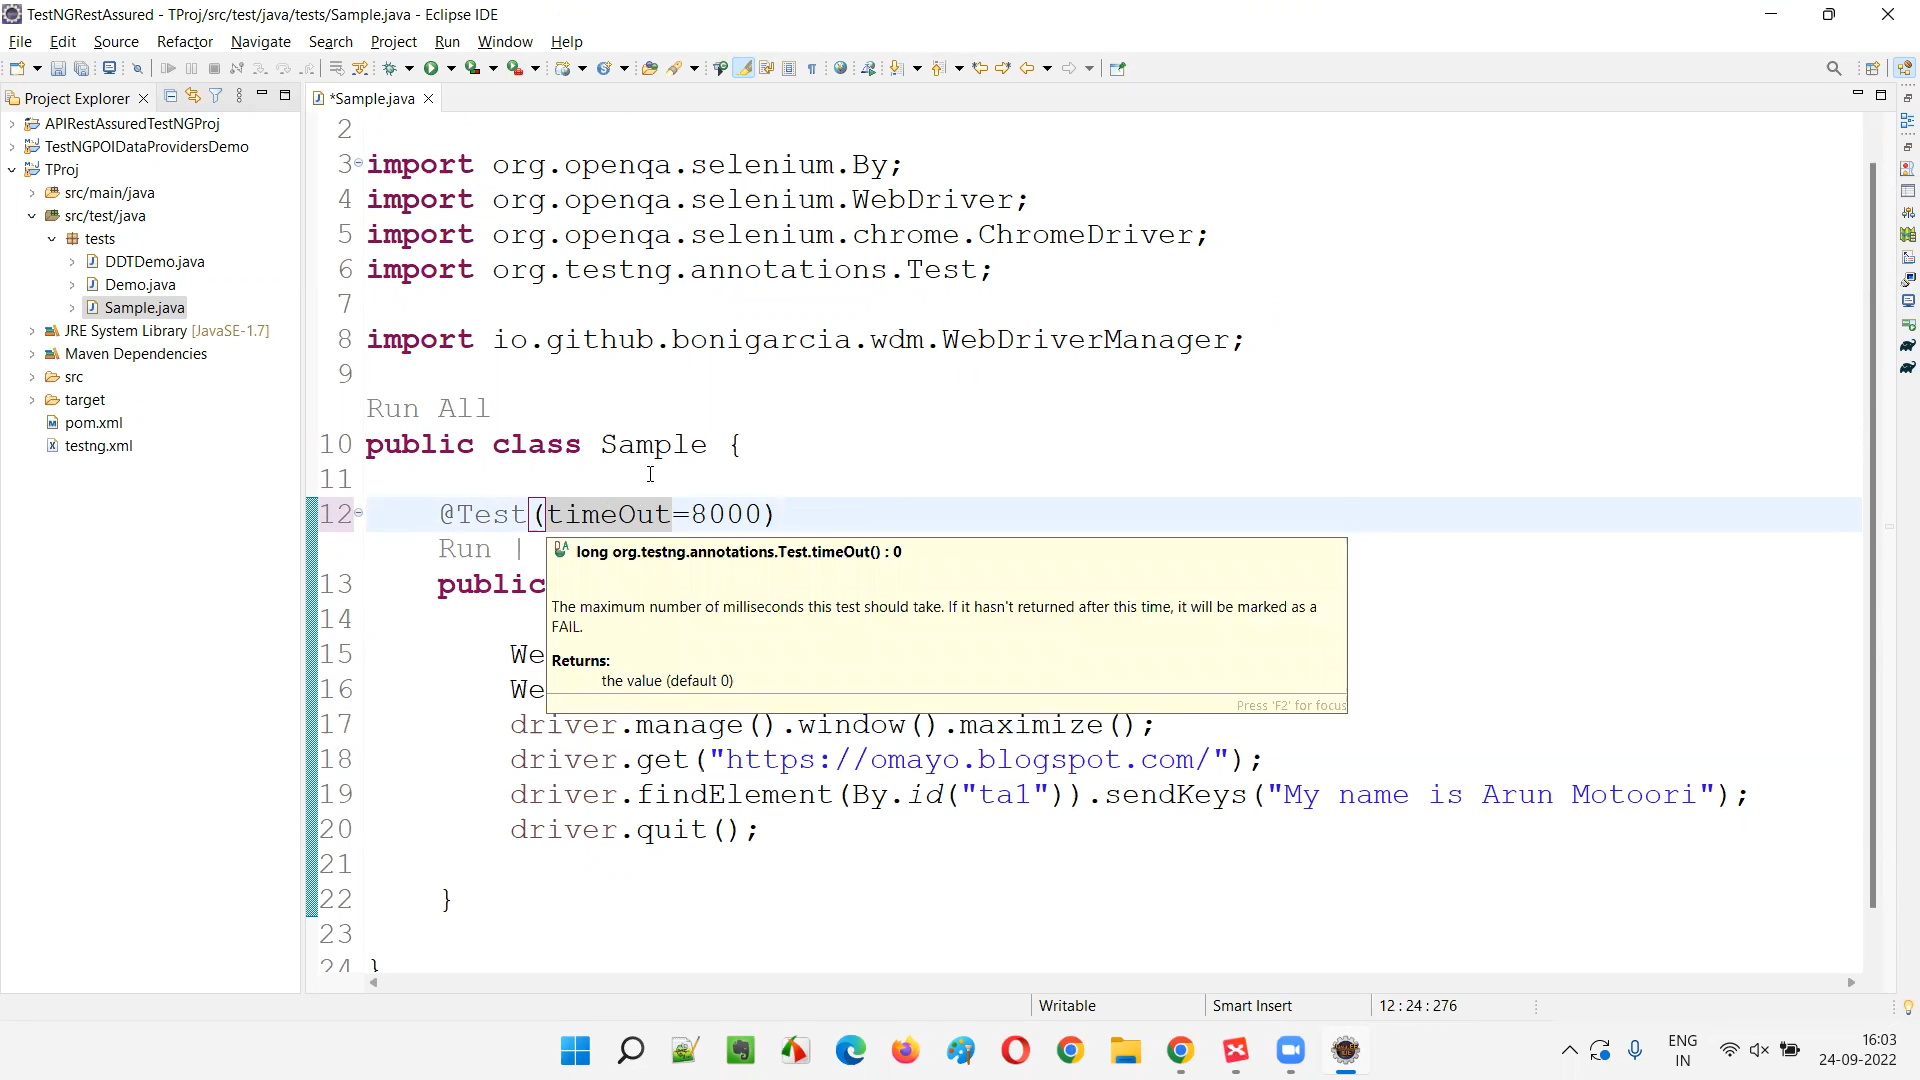 TestNGRestAssured - TProj/src/test/java/tests/Sample.java - Eclipse IDE
File Edit Source Refactor Navigate Search Project Run Window Help
Project Explorer
*Sample.java
APIRestAssuredTestNGProj
TestNGPOIDataProvidersDemo
TProj
src/main/java
src/test/java
tests
DDTDemo.java
Demo.java
Sample.java
JRE System Library [JavaSE-1.7]
Maven Dependencies
src
target
pom.xml
testng.xml
2
3 import org.openqa.selenium.By;
4 import org.openqa.selenium.WebDriver;
5 import org.openqa.selenium.chrome.ChromeDriver;
6 import org.testng.annotations.Test;
7
8 import io.github.bonigarcia.wdm.WebDriverManager;
9
Run All
10 public class Sample {
11
12 @Test(timeOut=8000)
Run |
13 public
14
15 We
16 We
long org.testng.annotations.Test.timeOut() : 0
The maximum number of milliseconds this test should take. If it hasn't returned after this time, it will be marked as a
FAIL.
Returns:
the value (default 0)
Press 'F2' for focus
17 driver.manage().window().maximize();
18 driver.get("https://omayo.blogspot.com/");
19 driver.findElement(By.id("ta1")).sendKeys("My name is Arun Motoori");
20 driver.quit();
21
22 }
23
24 }
Writable Smart Insert 12 : 24 : 276
ENG
IN
16:03
24-09-2022